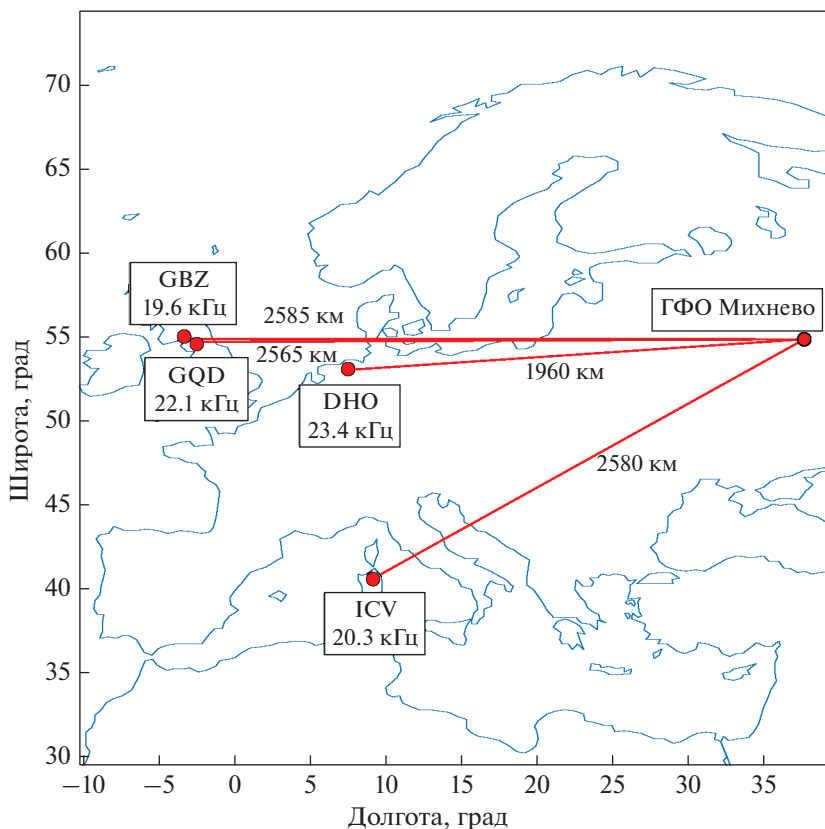 70
65
60
55
50
45
40
35
30
Широта, град
GBZ
19.6 кГц
2585 км
ГФО Михнево
2565 км
GQD
22.1 кГц
1960 км
DHO
23.4 кГц
2580 км
ICV
20.3 кГц
−10 −5 0 5 10 15 20 25 30 35
Долгота, град